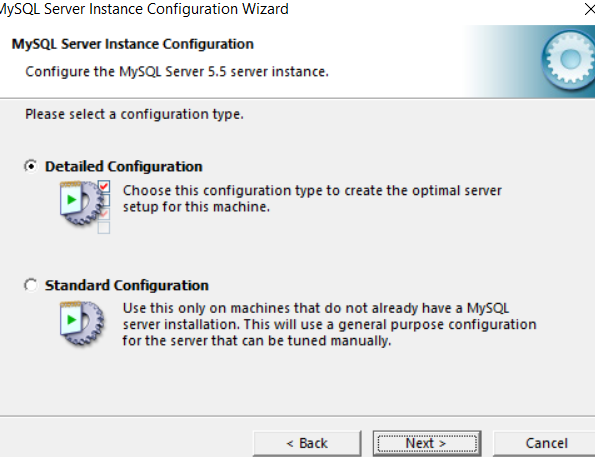 MySQL Server Instance Configuration Wizard
MySQL Server Instance Configuration
Configure the MySQL Server 5.5 server instance.
Please select a configuration type.
Detailed Configuration
Choose this configuration type to create the optimal server
setup for this machine.
Standard Configuration
Use this only on machines that do not already have a MySQL
server installation. This will use a general purpose configuration
for the server that can be tuned manually.
< Back
Next >
Cancel